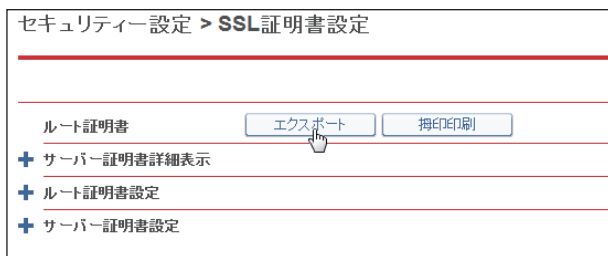 セキュリティー設定 > SSL証明書設定
ルート証明書 エクスポート 拇印印刷
サーバー証明書詳細表示
ルート証明書設定
サーバー証明書設定